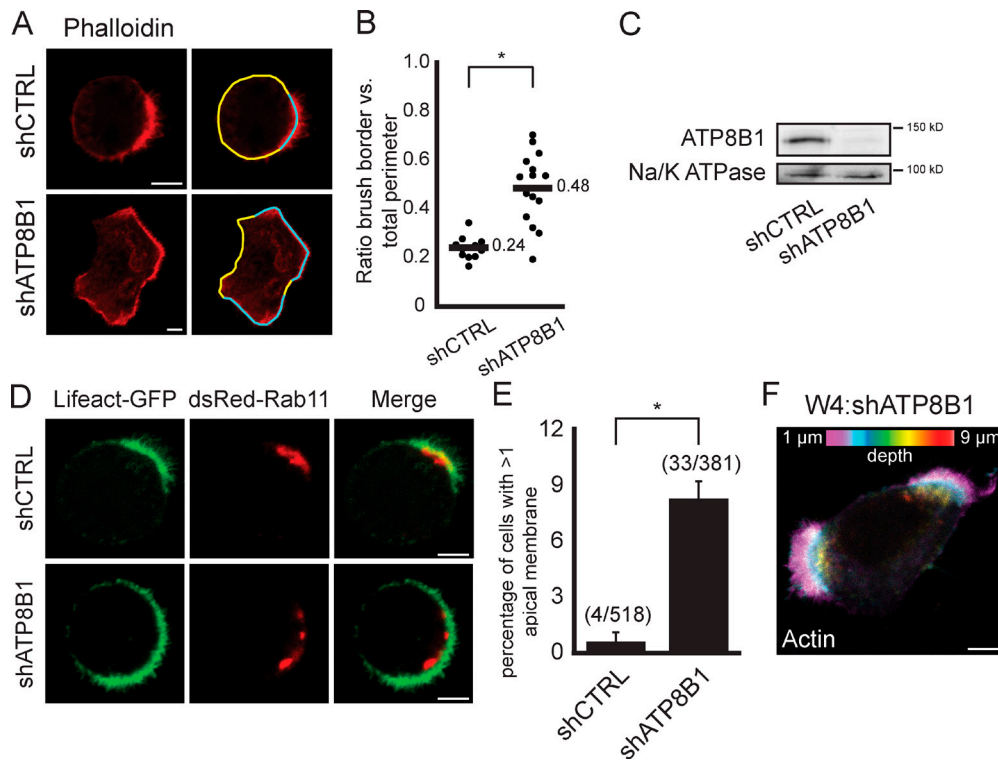 A
Phalloidin
shCTRL
shATP8B1
B
Ratio brush border vs.
total perimeter
1.0
0.8
0.6
0.4
0.2
0
*
0.24
0.48
shCTRL
shATP8B1
C
ATP8B1
150 kD
Na/K ATPase
100 kD
shCTRL
shATP8B1
D
Lifeact-GFP dsRed-Rab11 Merge
shCTRL
shATP8B1
E
percentage of cells with >1
apical membrane
12
9
6
3
0
*
(33/381)
(4/518)
shCTRL
shATP8B1
F
W4:shATP8B1
1 µm 9 µm
depth
Actin